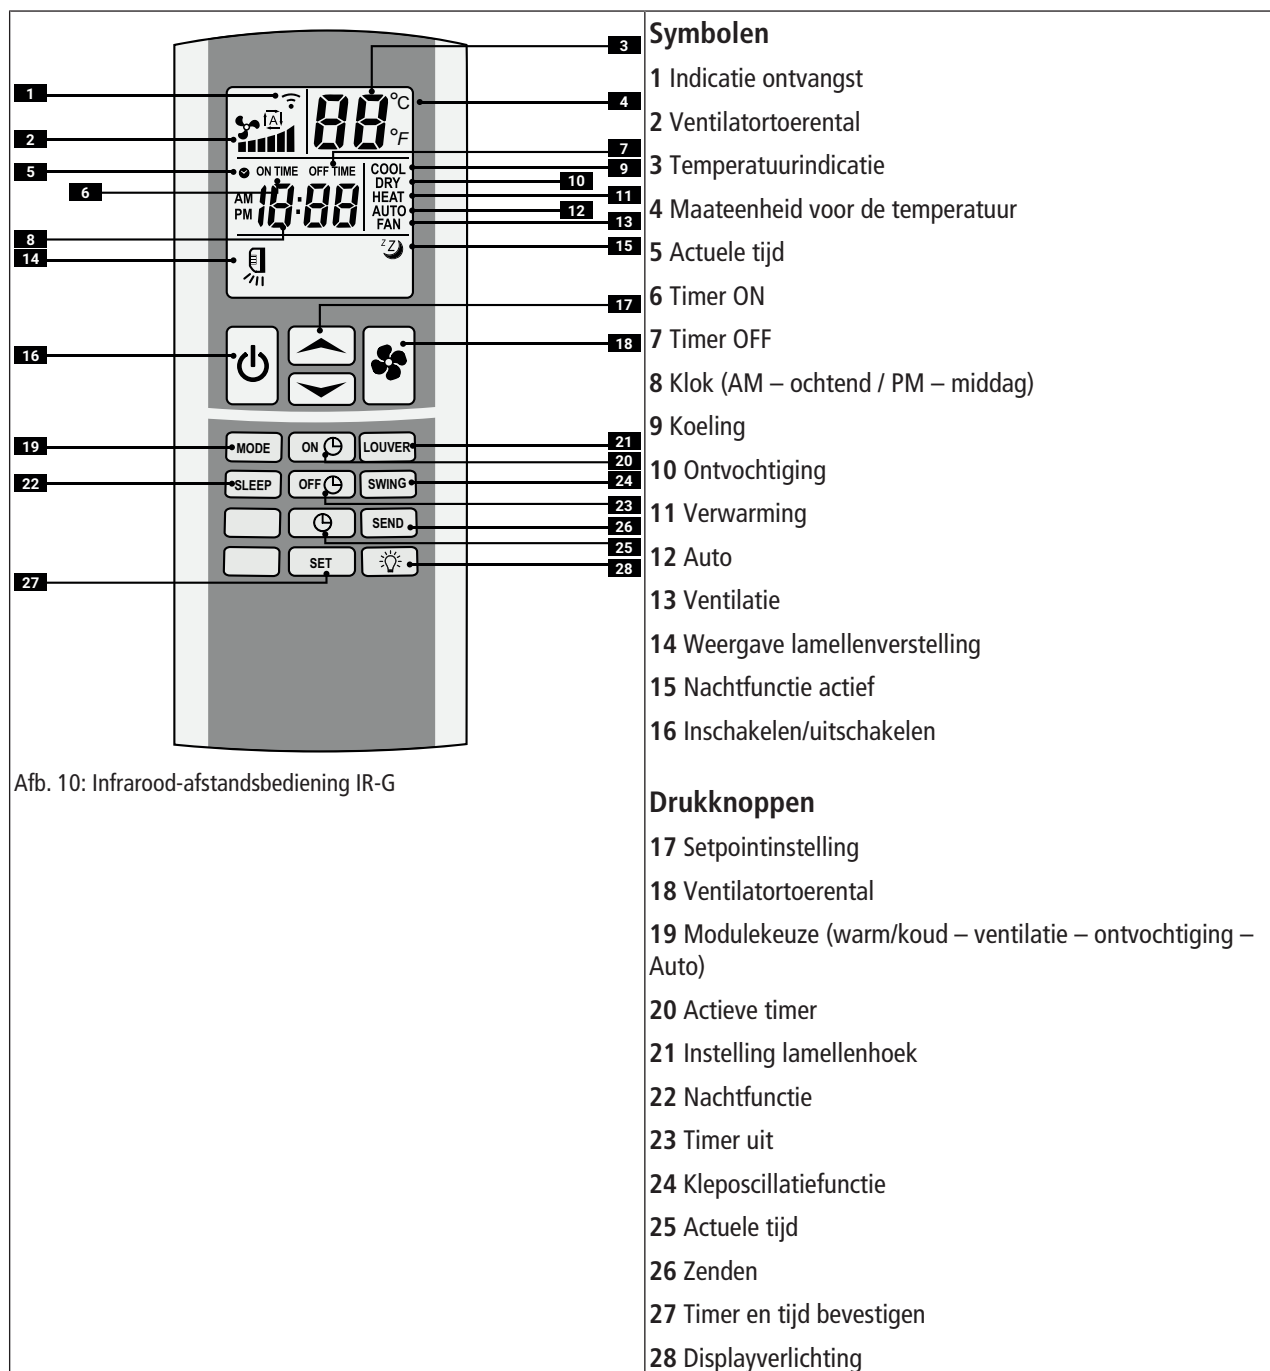 3
1
4
2
7
5
9
6
10
11
12
13
8
15
14
17
16
18
19
21
20
22
24
23
26
25
28
27
88 °C
A
°F
ON TIME OFF TIME COOL
DRY
AM 18:88 HEAT
PM AUTO
FAN
z Z
MODE ON LOUVER
SLEEP OFF SWING
SEND
SET
Afb. 10: Infrarood-afstandsbediening IR-G
Symbolen
1 Indicatie ontvangst
2 Ventilatortoerental
3 Temperatuurindicatie
4 Maateenheid voor de temperatuur
5 Actuele tijd
6 Timer ON
7 Timer OFF
8 Klok (AM – ochtend / PM – middag)
9 Koeling
10 Ontvochtiging
11 Verwarming
12 Auto
13 Ventilatie
14 Weergave lamellenverstelling
15 Nachtfunctie actief
16 Inschakelen/uitschakelen
Drukknoppen
17 Setpointinstelling
18 Ventilatortoerental
19 Modulekeuze (warm/koud – ventilatie – ontvochtiging –
Auto)
20 Actieve timer
21 Instelling lamellenhoek
22 Nachtfunctie
23 Timer uit
24 Kleposcillatiefunctie
25 Actuele tijd
26 Zenden
27 Timer en tijd bevestigen
28 Displayverlichting